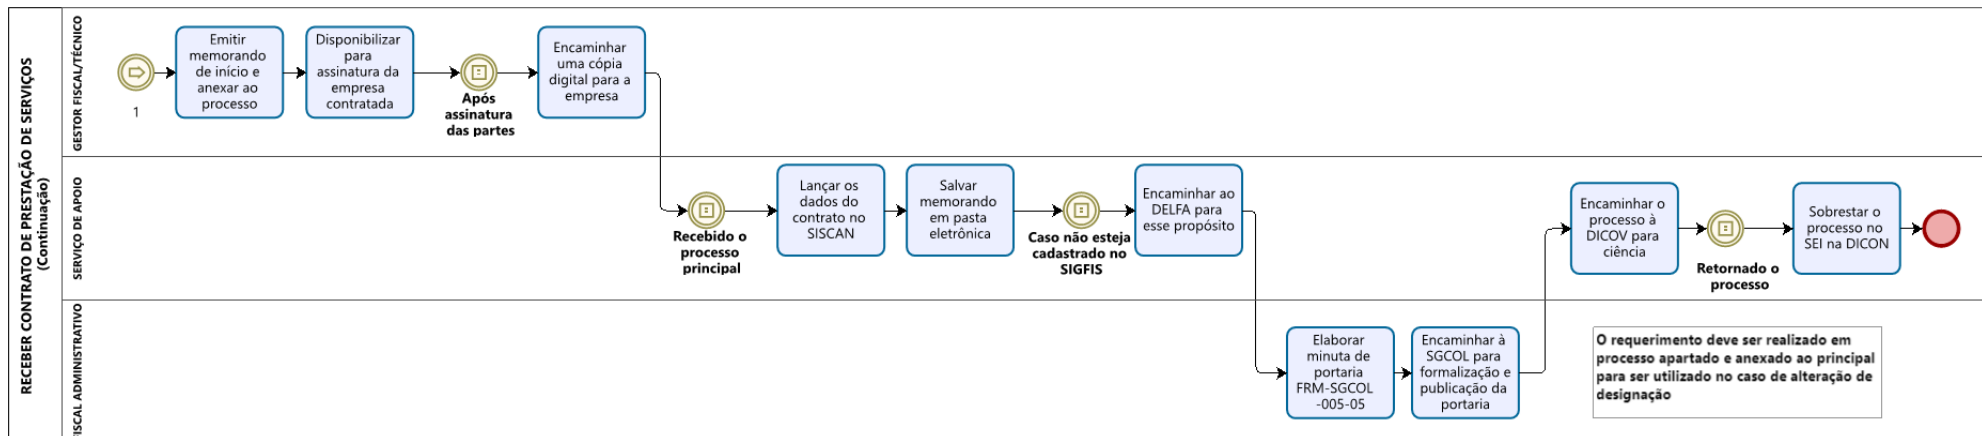 RECEBER CONTRATO DE PRESTAÇÃO DE SERVIÇOS
(Continuação)
GESTOR FISCAL/TÉCNICO
1
Emitir
memorando
de início e
anexar ao
processo
Disponibilizar
para
assinatura da
empresa
contratada
Após
assinatura
das partes
Encaminhar
uma cópia
digital para a
empresa
SERVIÇO DE APOIO
Recebido o
processo
principal
Lançar os
dados do
contrato no
SISCAN
Salvar
memorando
em pasta
eletrônica
Caso não esteja
cadastrado no
SIGFIS
Encaminhar ao
DELFA para
esse propósito
Encaminhar o
processo à
DICOV para
ciência
Retornado o
processo
Sobrestar o
processo no
SEI na DICON
FISCAL ADMINISTRATIVO
Elaborar
minuta de
portaria
FRM-SGCOL
-005-05
Encaminhar à
SGCOL para
formalização e
publicação da
portaria
O requerimento deve ser realizado em
processo apartado e anexado ao principal
para ser utilizado no caso de alteração de
designação